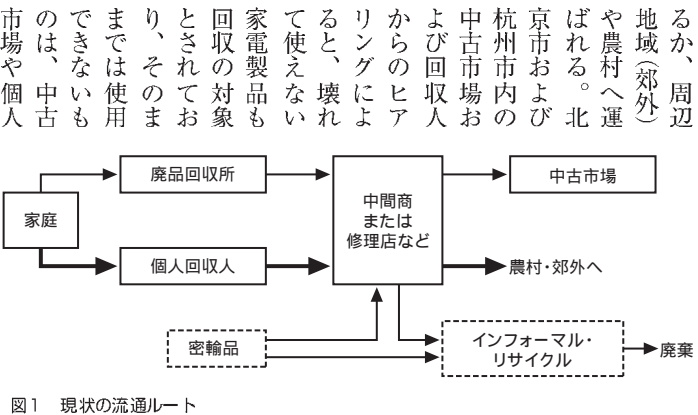 るか、周辺
地域(郊外)
や農村へ運
ばれる。北
京市および
杭州市内の
中古市場お
よび回収人
からのヒア
リングによ
ると、壊れ
て使えない
家電製品も
回収の対象
とされてお
り、そのま
までは使用
できないも
のは、中古
市場や個人
家庭
廃品回収所
個人回収人
中間商
または
修理店など
中古市場
農村・郊外へ
密輸品
インフォーマル・
リサイクル
廃棄
図1 現状の流通ルート